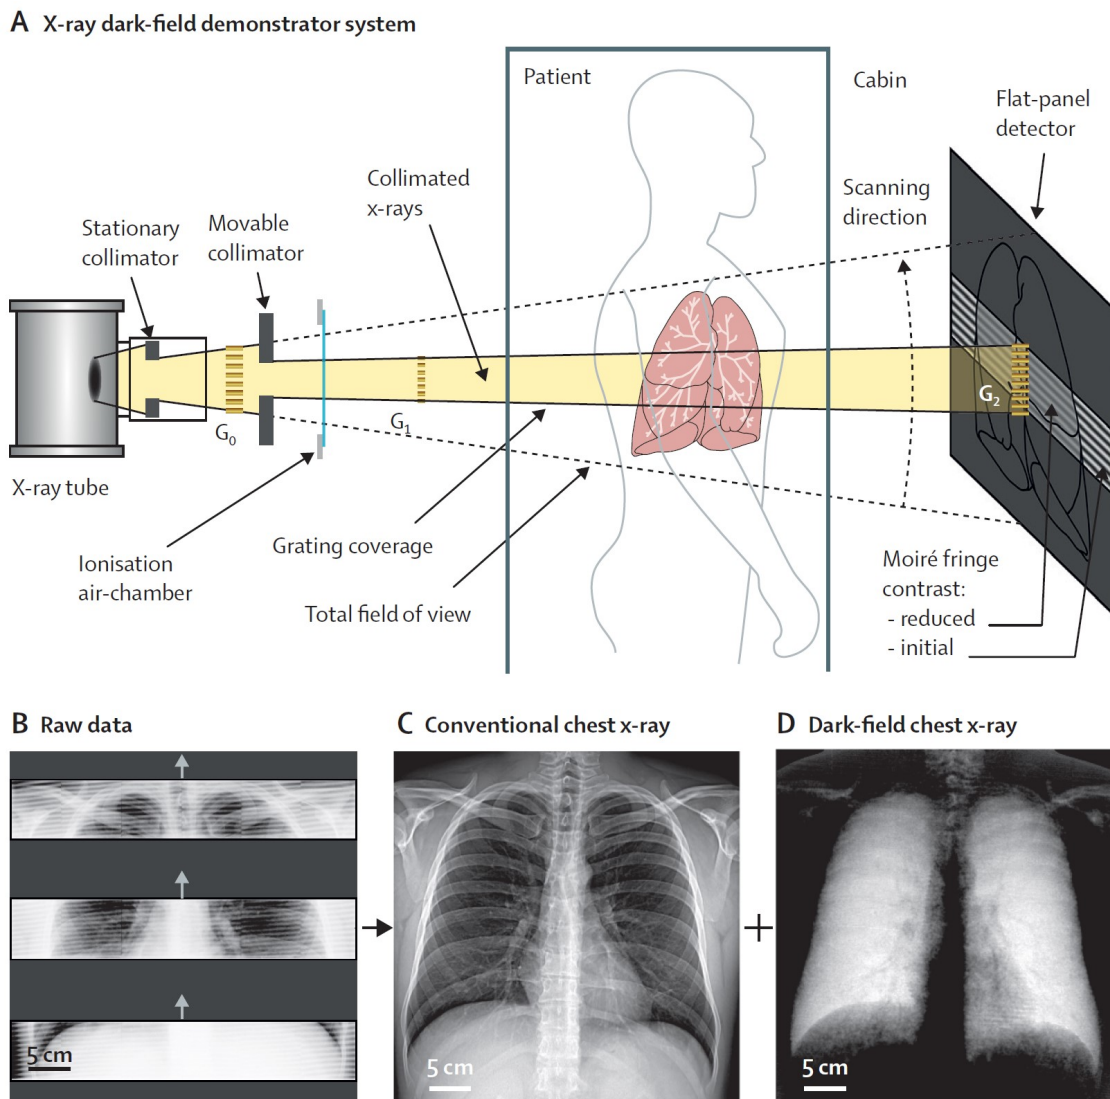 A X-ray dark-field demonstrator system
Patient
Cabin
Flat-panel
detector
Collimated
x-rays
Scanning
direction
Stationary
collimator
Movable
collimator
G0
G1
G2
X-ray tube
Ionisation
air-chamber
Grating coverage
Total field of view
Moiré fringe
contrast:
- reduced
- initial
B Raw data
C Conventional chest x-ray
D Dark-field chest x-ray
5 cm
+
5 cm
5 cm